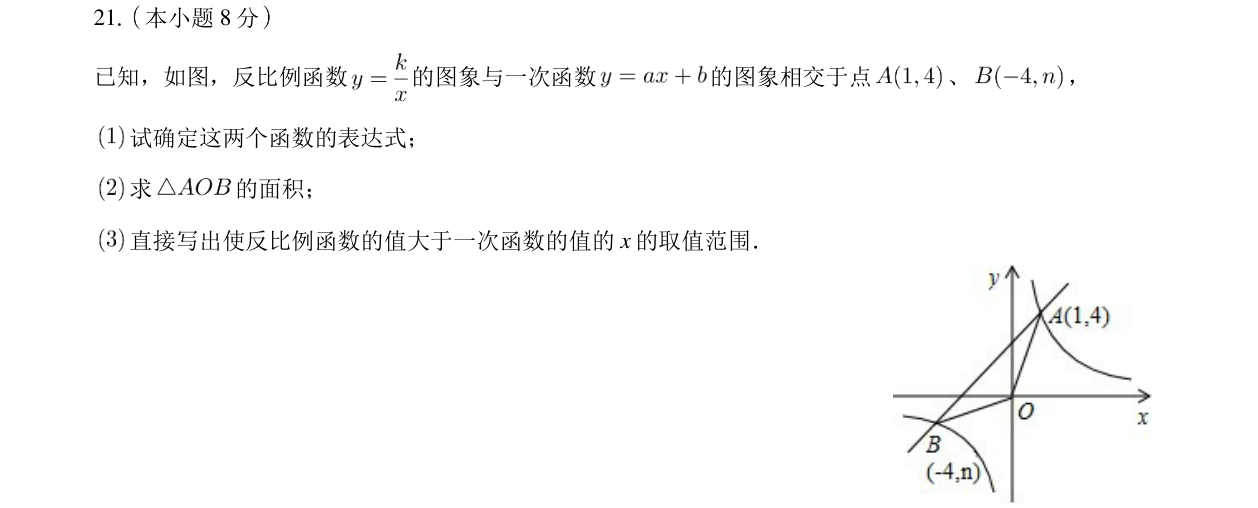 21.（本小题 8 分）
已知，如图，反比例函数 $y = \frac{k}{x}$ 的图象与一次函数 $y = ax + b$ 的图象相交于点 $A(1,4)$、$B(-4,n)$，
(1)试确定这两个函数的表达式；
(2)求△AOB的面积；
(3)直接写出使反比例函数的值大于一次函数的值的 x 的取值范围．
y
A(1,4)
O
x
B
(-4,n)